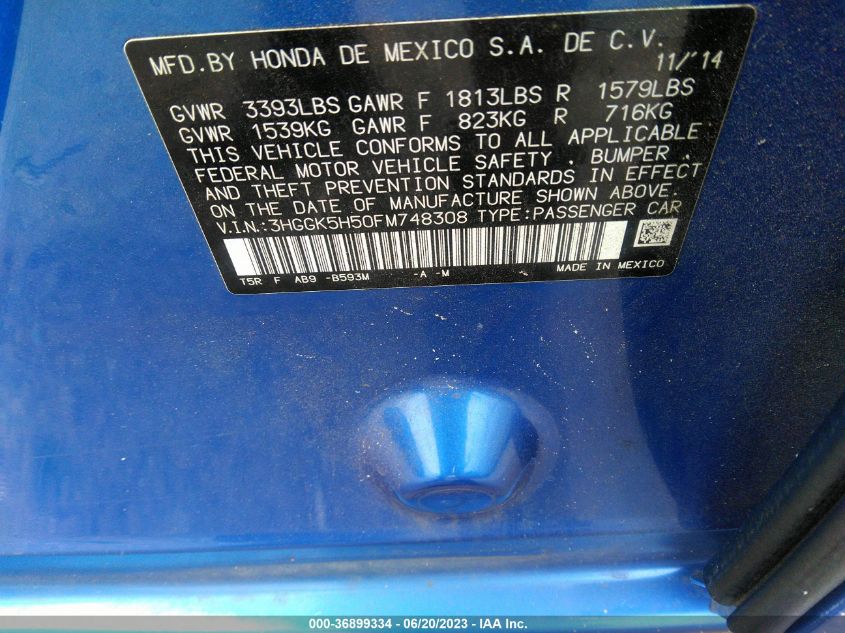 MFD.BY HONDA DE MEXICO S.A. DE C.V.
11/'14
GVWR 3393LBS GAWR F 1813LBS R 1579LBS
GVWR 1539KG GAWR F 823KG R 716KG
THIS VEHICLE CONFORMS TO ALL APPLICABLE
FEDERAL MOTOR VEHICLE SAFETY , BUMPER ,
AND THEFT PREVENTION STANDARDS IN EFFECT
ON THE DATE OF MANUFACTURE SHOWN ABOVE.
V.I.N.:3HGGK5H50FM748308 TYPE:PASSENGER CAR
T5R F AB9 -B593M -A -M
MADE IN MEXICO
000-36899334 - 06/20/2023 - IAA Inc.